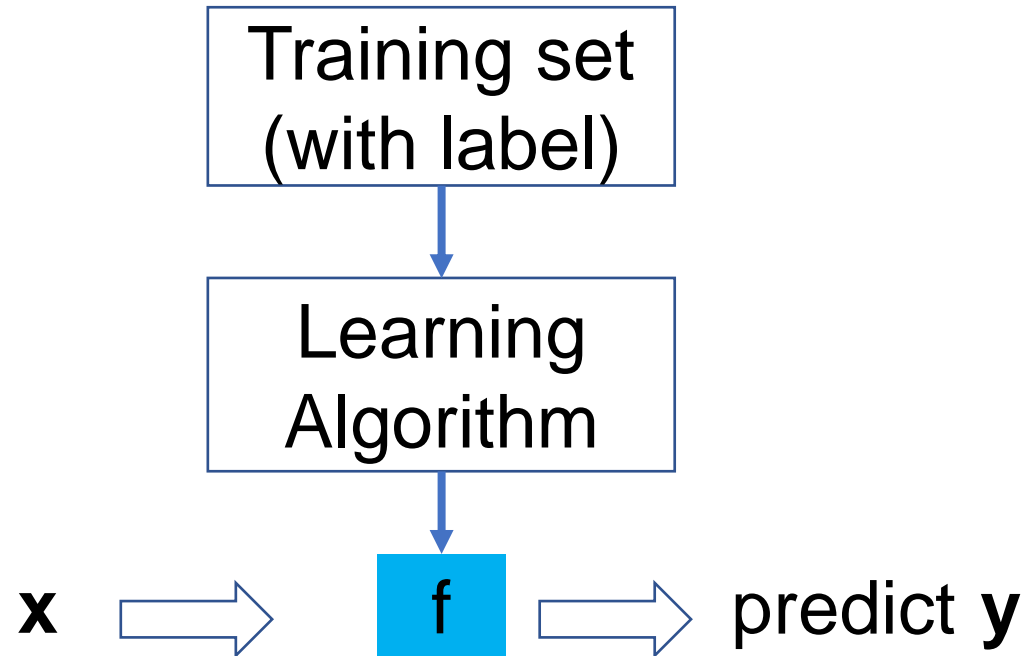 Training set
(with label)
Learning
Algorithm
x
f
predict y